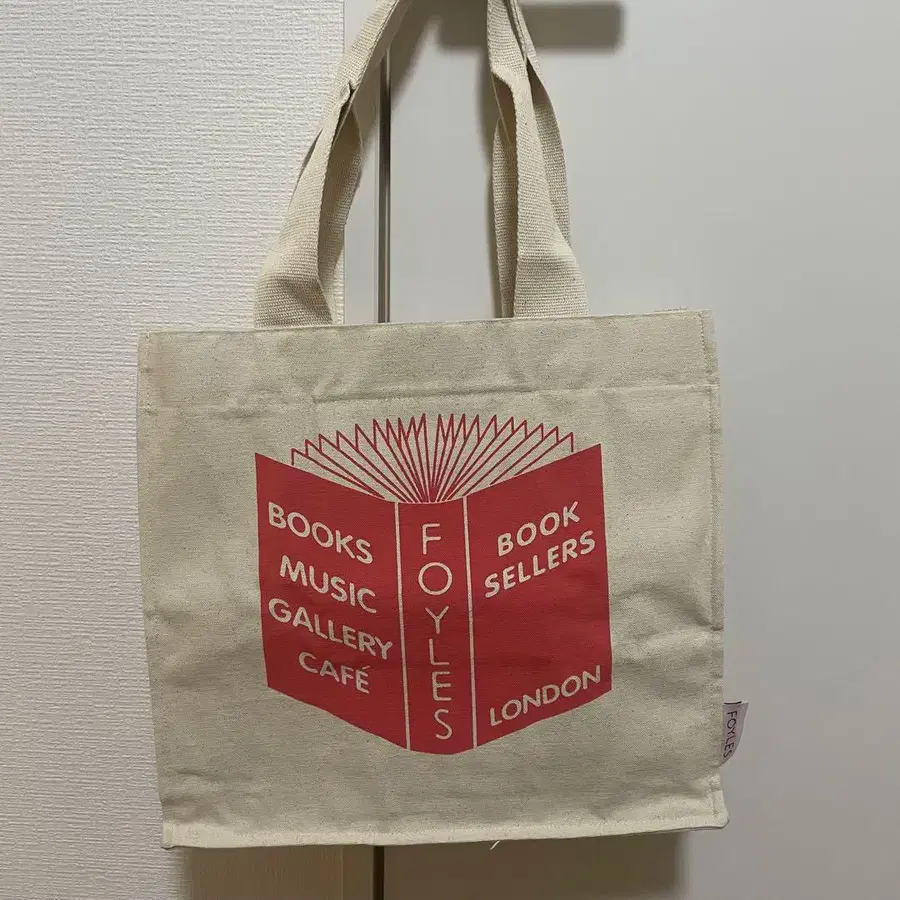 BOOKS
MUSIC
GALLERY
CAFÉ
FOYLES
BOOK
SELLERS
LONDON
FOYLES